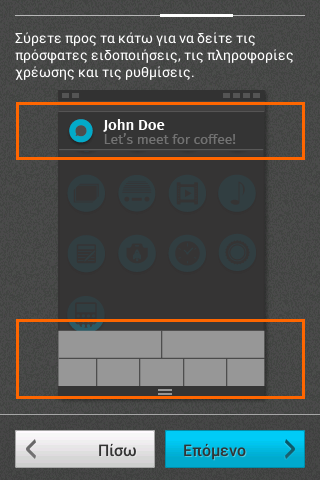 Σύρετε προς τα κάτω για να δείτε τις
πρόσφατες ειδοποιήσεις, τις πληροφορίες
χρέωσης και τις ρυθμίσεις.
John Doe
Let's meet for coffee!
Πίσω
Επόμενο